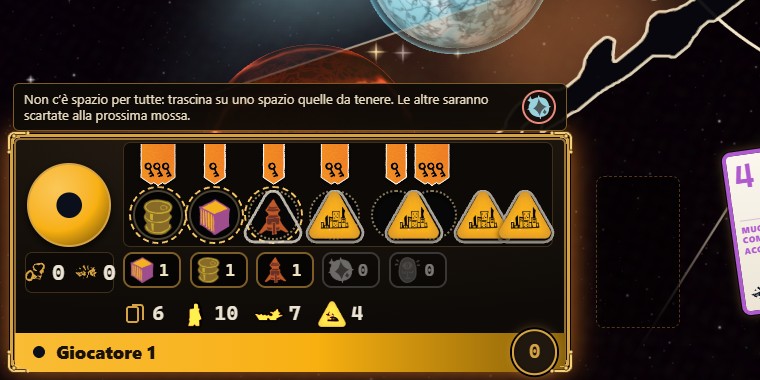 Non c'è spazio per tutte: trascina su uno spazio quelle da tenere. Le altre saranno
scartate alla prossima mossa.
0 0 1 1 1 0 0
6 10 7 4
Giocatore 1 0
4